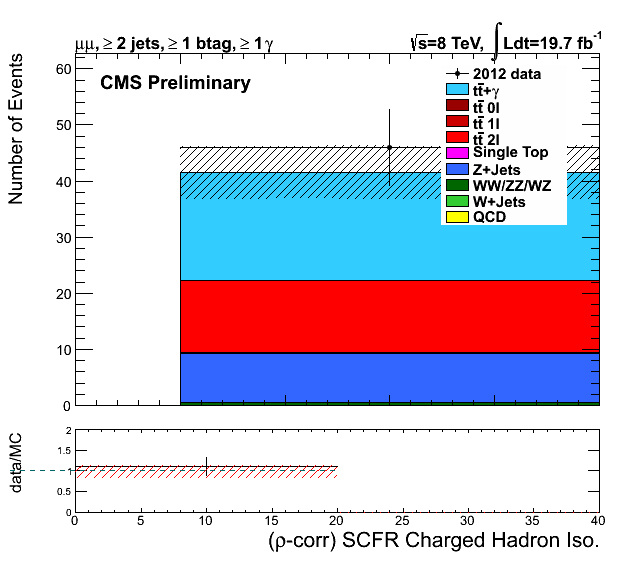 μμ, ≥ 2 jets, ≥ 1 btag, ≥ 1γ
√s=8 TeV, ∫Ldt=19.7 fb⁻¹
CMS Preliminary
Number of Events
60
50
40
30
20
10
0
2012 data
tt̅+γ
tt̅ 0l
tt̅ 1l
tt̅ 2l
Single Top
Z+Jets
WW/ZZ/WZ
W+Jets
QCD
data/MC
2
1.5
1
0.5
0
0 5 10 15 20 25 30 35 40
(ρ-corr) SCFR Charged Hadron Iso.